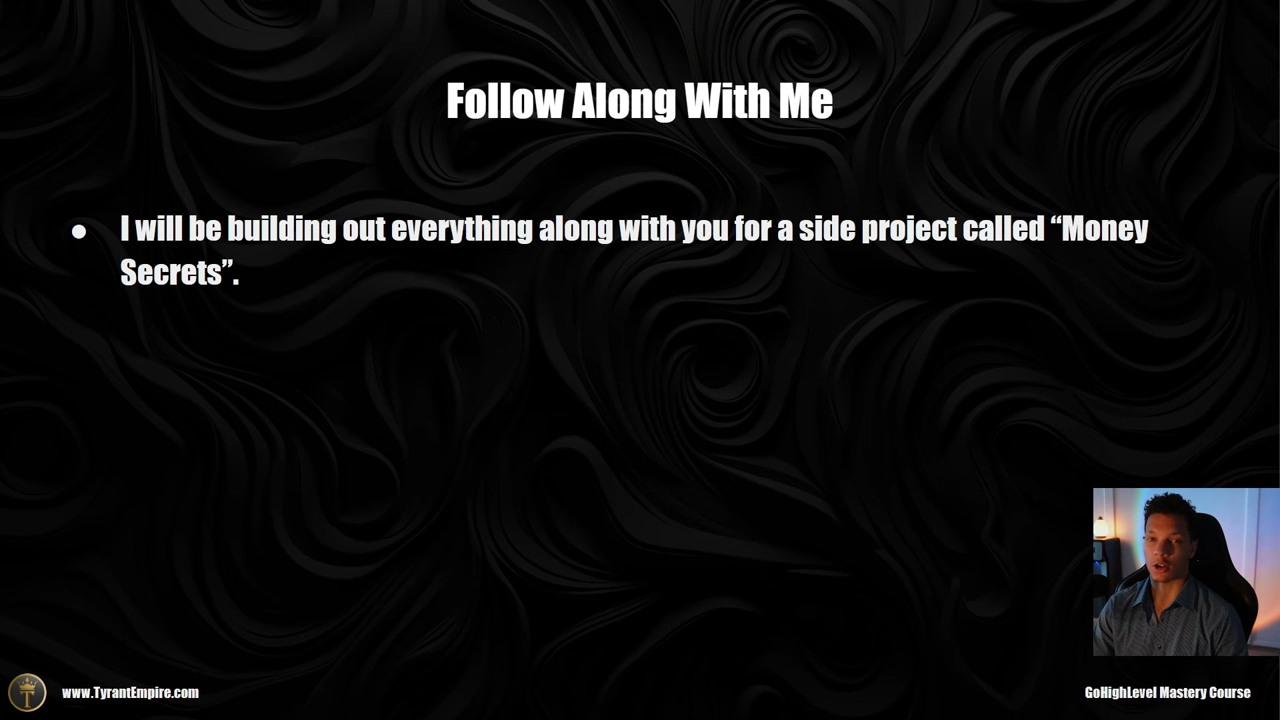 Follow Along With Me
● I will be building out everything along with you for a side project called “Money
Secrets”.
www.TyrantEmpire.com
GoHighLevel Mastery Course